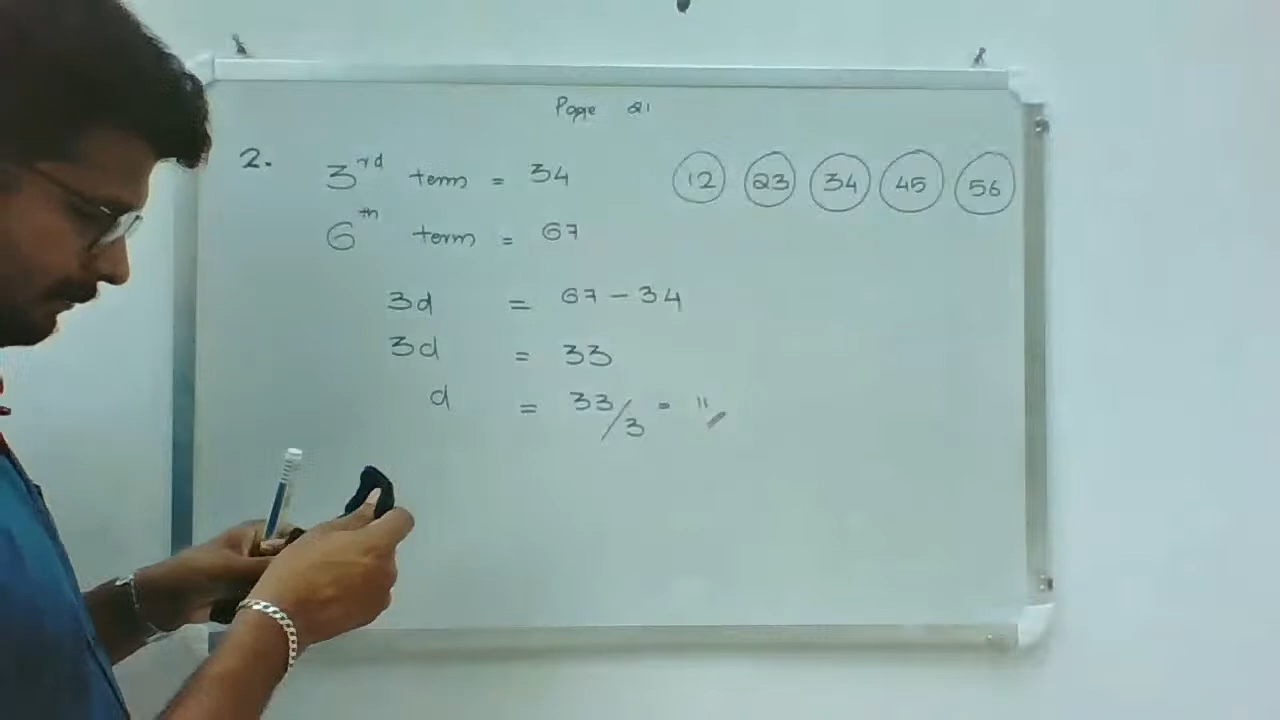 Page 21
2. 3rd term = 34
12 23 34 45 56
6th term = 67
3d = 67 - 34
3d = 33
d = 33/3 = 11